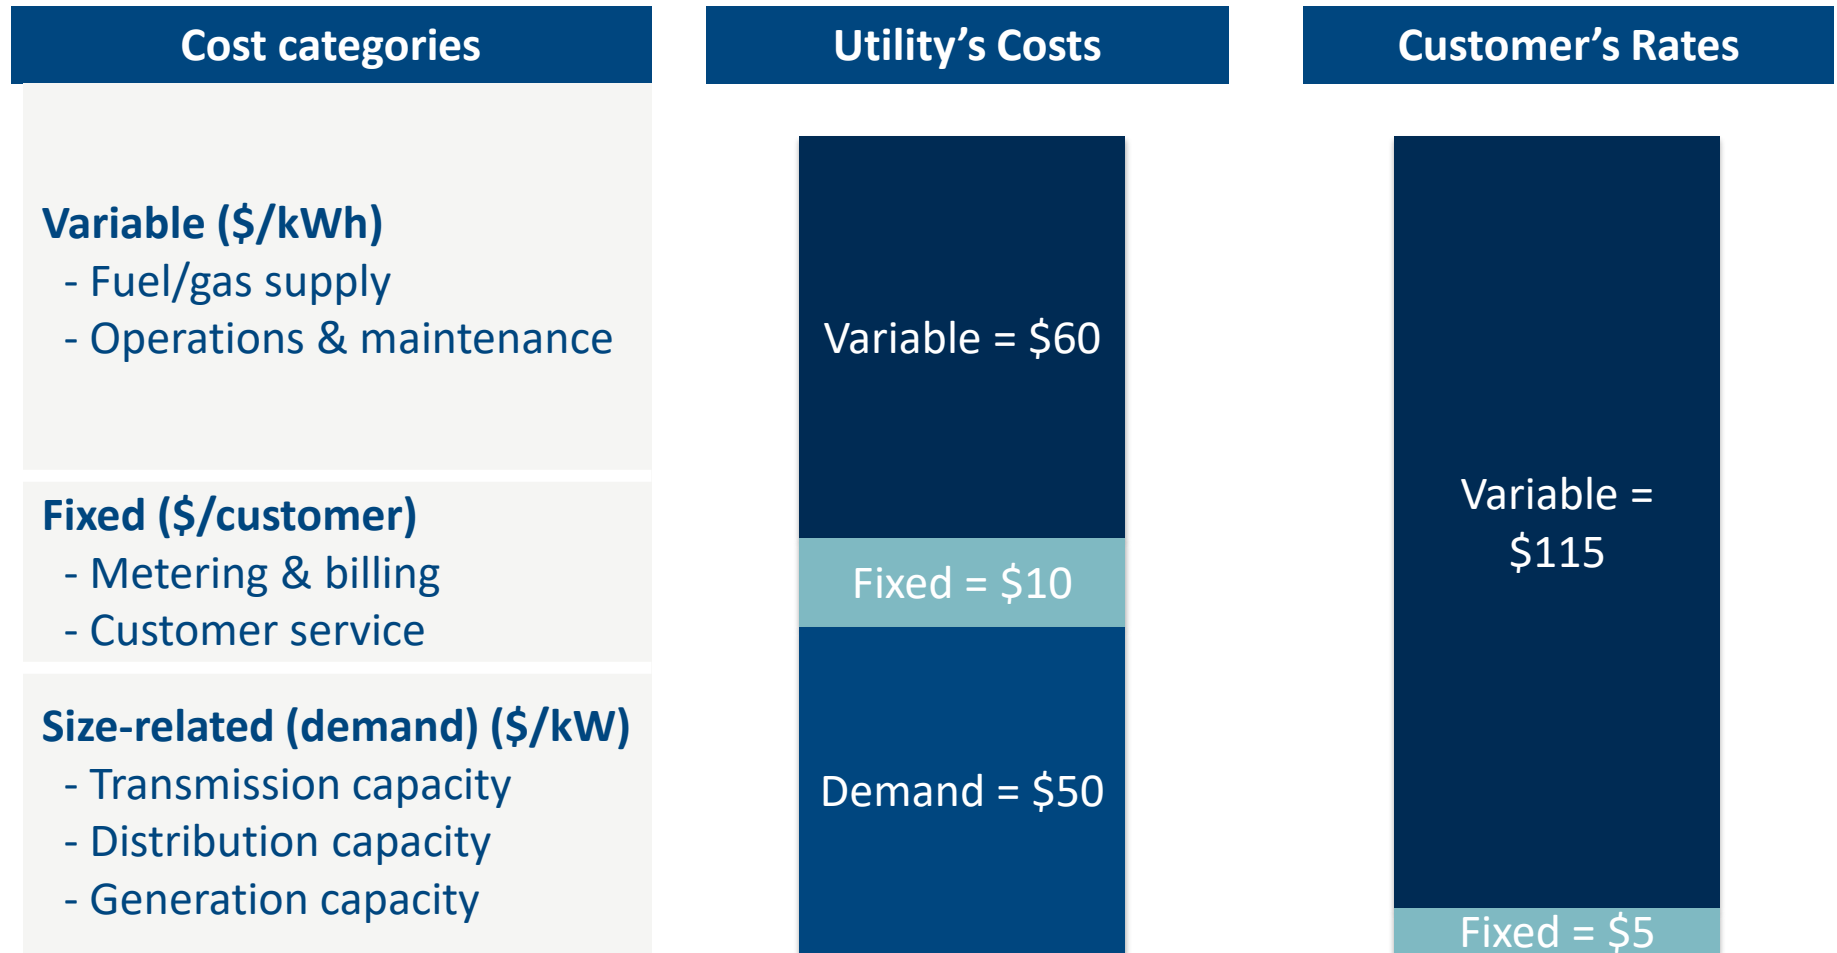 Cost categories
Variable ($/kWh)
- Fuel/gas supply
- Operations & maintenance
Fixed ($/customer)
- Metering & billing
- Customer service
Size-related (demand) ($/kW)
- Transmission capacity
- Distribution capacity
- Generation capacity
Utility’s Costs
Variable = $60
Fixed = $10
Demand = $50
Customer’s Rates
Variable =
$115
Fixed = $5